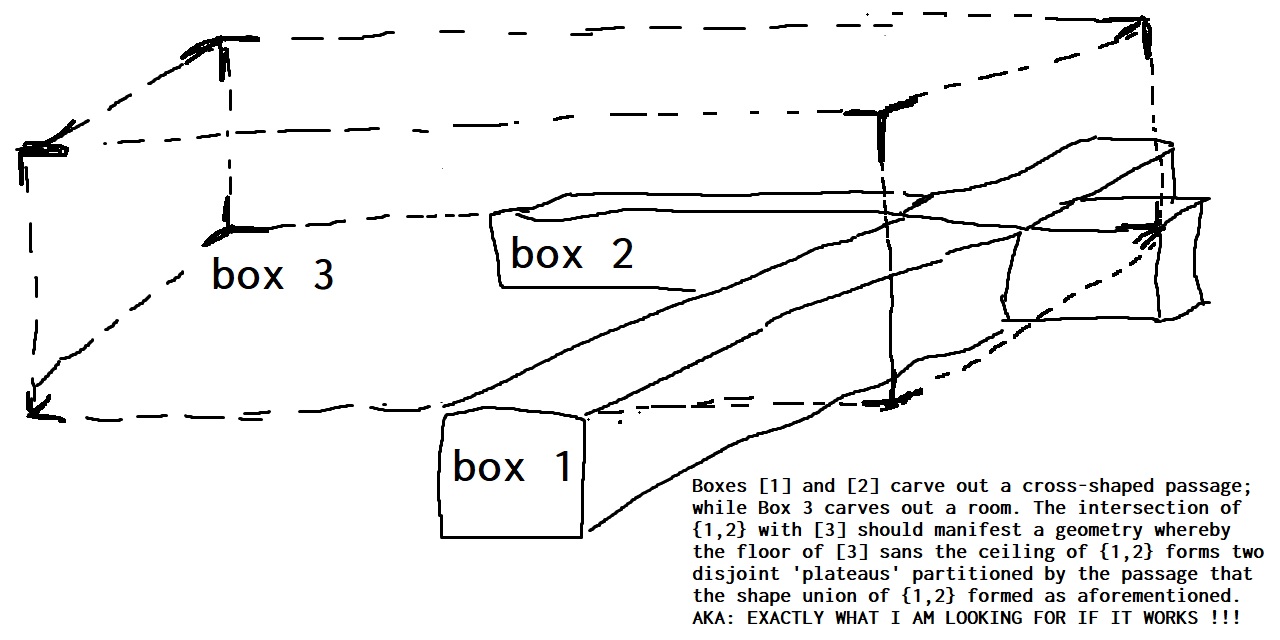 box 2
box 3
box 1
Boxes [1] and [2] carve out a cross-shaped passage;
while Box 3 carves out a room. The intersection of
{1,2} with [3] should manifest a geometry whereby
the floor of [3] sans the ceiling of {1,2} forms two
disjoint 'plateaus' partitioned by the passage that
the shape union of {1,2} formed as aforementioned.
AKA: EXACTLY WHAT I AM LOOKING FOR IF IT WORKS !!!